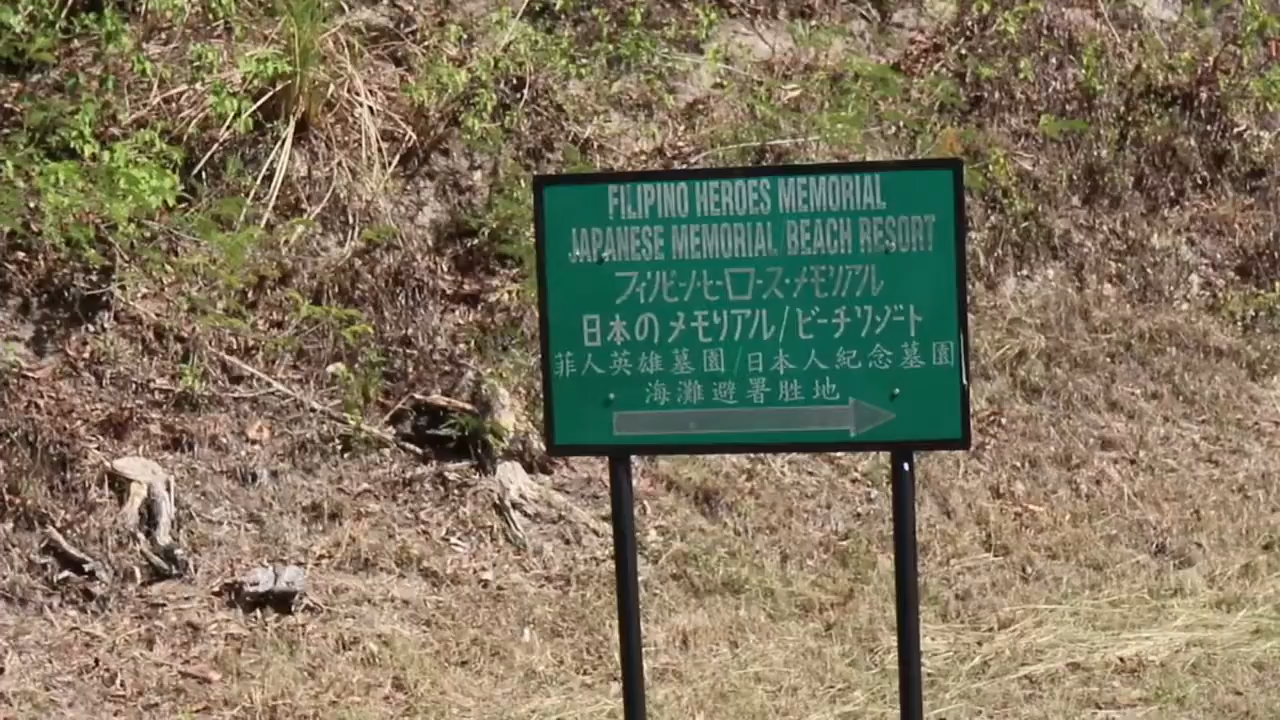 FILIPINO HEROES MEMORIAL
JAPANESE MEMORIAL/BEACH RESORT
フィリピーノ・ヒーロース・メモリアル
日本のメモリアル/ビーチリゾート
菲人英雄墓園/日本人紀念墓園
海灘避署胜地